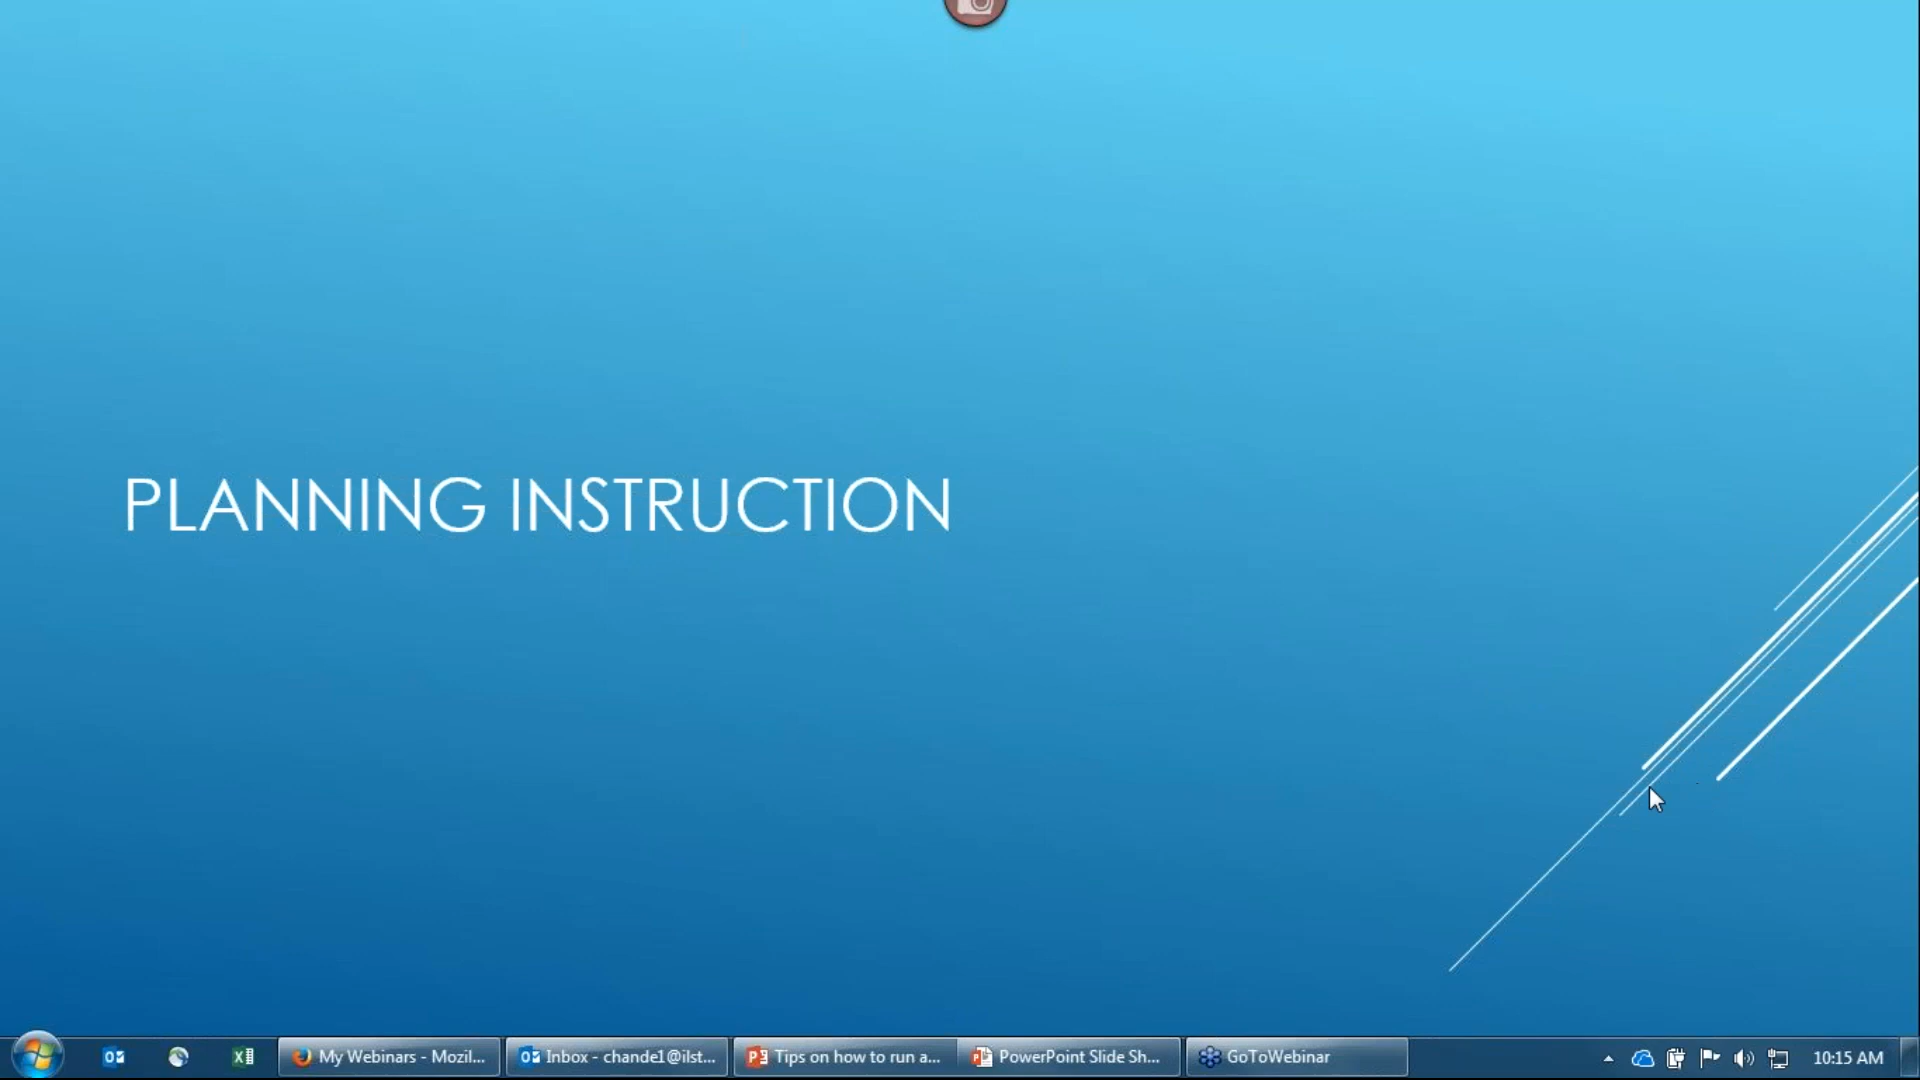 PLANNING INSTRUCTION
My Webinars - Mozil...
Inbox - chande1@ilst...
Tips on how to run a...
PowerPoint Slide Sh...
GoToWebinar
10:15 AM